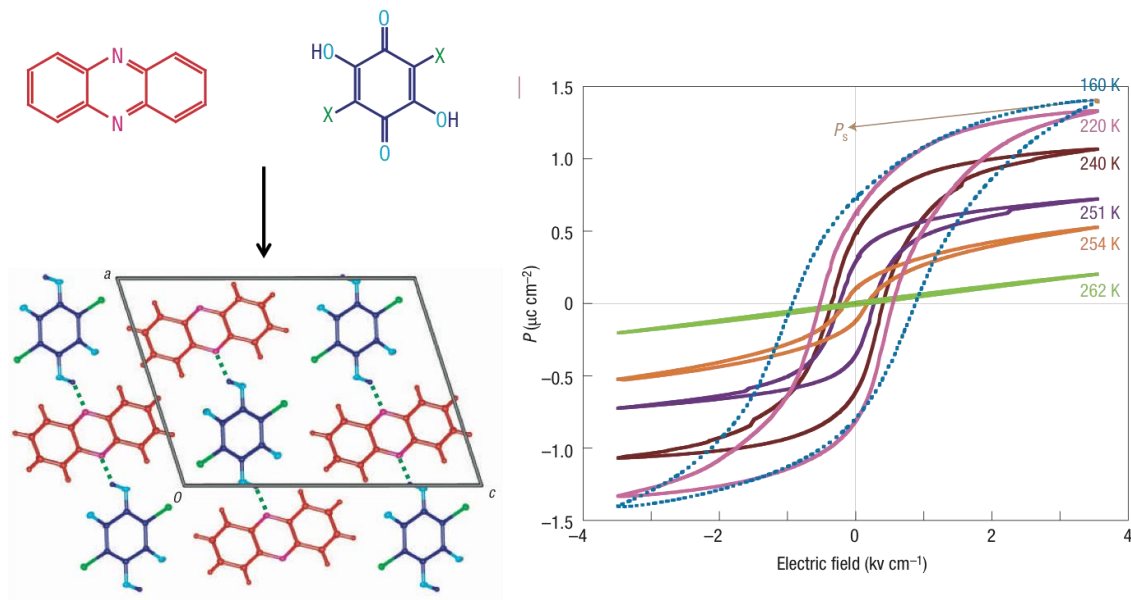 N
N
O
HO
X
X
OH
O
a
O
c
1.5
1.0
0.5
0
−0.5
−1.0
−1.5
−4
−2
0
2
4
P (µc cm⁻²)
Electric field (kv cm⁻¹)
Pₛ
160 K
220 K
240 K
251 K
254 K
262 K